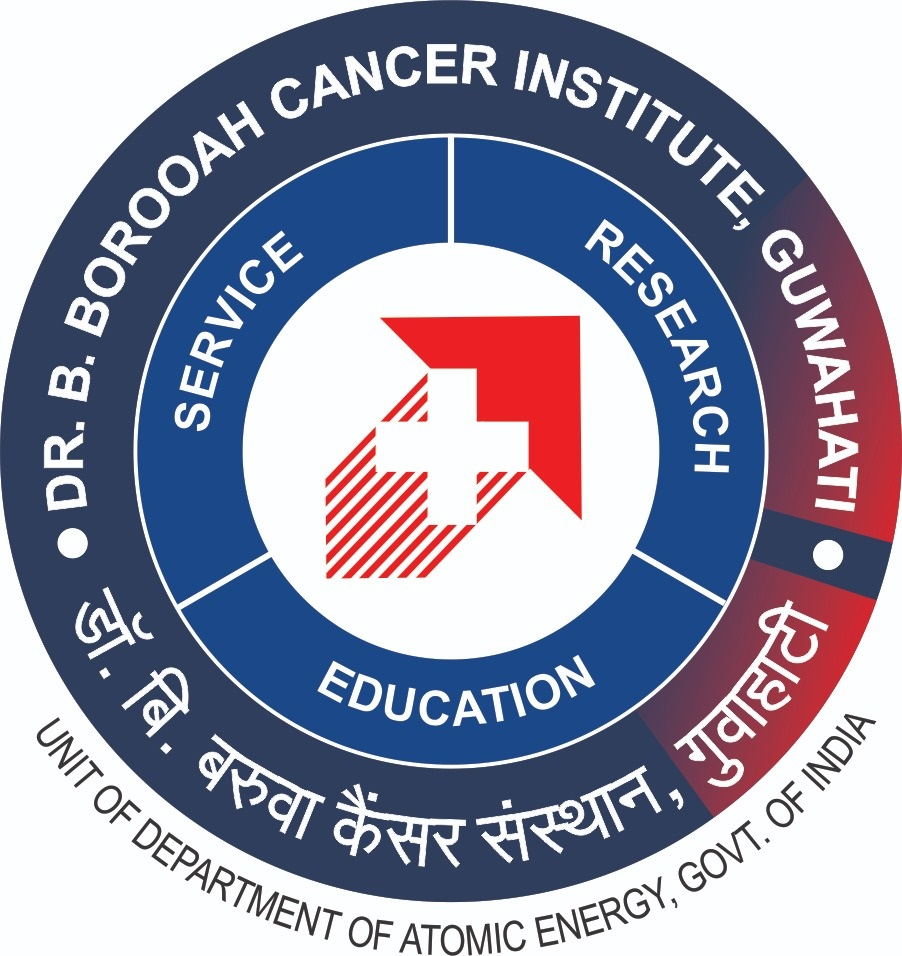 DR. B. BOROOAH CANCER INSTITUTE, GUWAHATI
SERVICE
RESEARCH
EDUCATION
डॉ. बि. बरुवा कैंसर संस्थान, गुवाहाटी
UNIT OF DEPARTMENT OF ATOMIC ENERGY, GOVT. OF INDIA